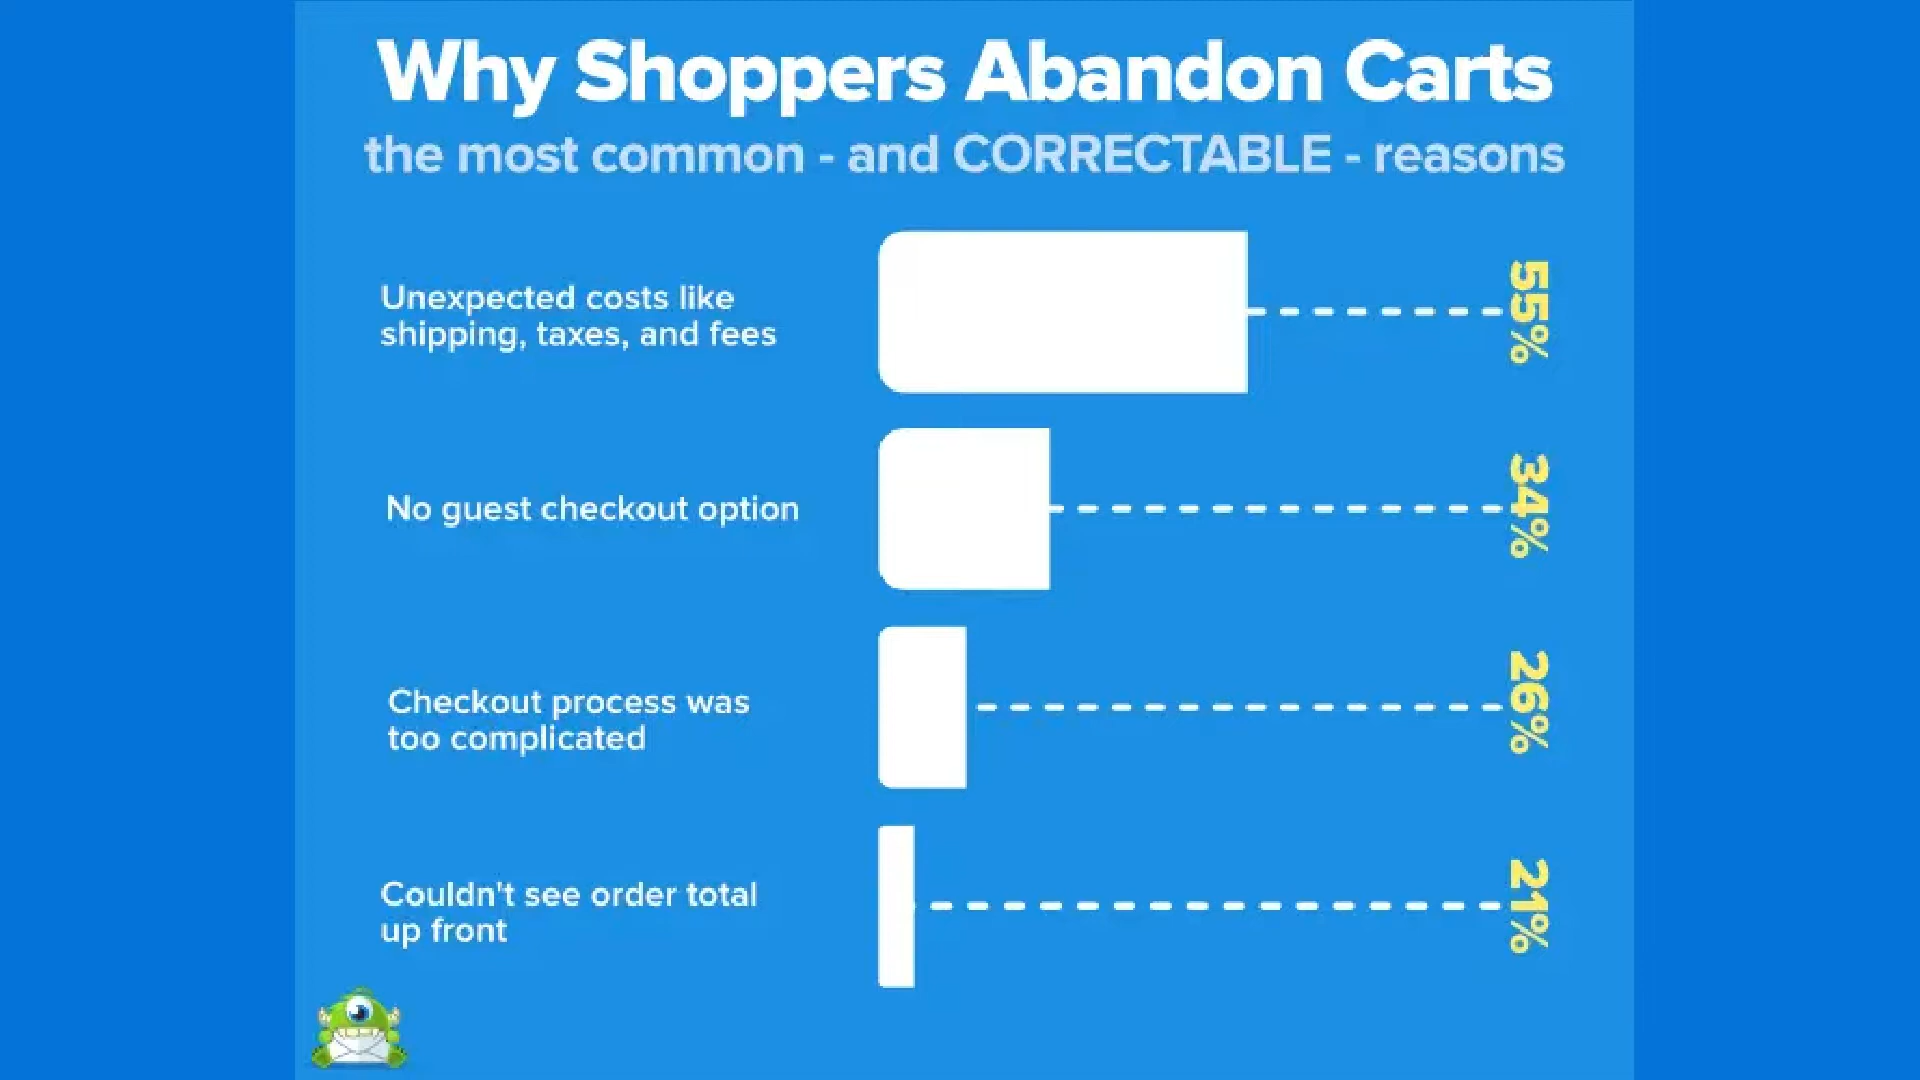 Why Shoppers Abandon Carts
the most common - and CORRECTABLE - reasons
Unexpected costs like
shipping, taxes, and fees
55%
No guest checkout option
34%
Checkout process was
too complicated
26%
Couldn't see order total
up front
21%